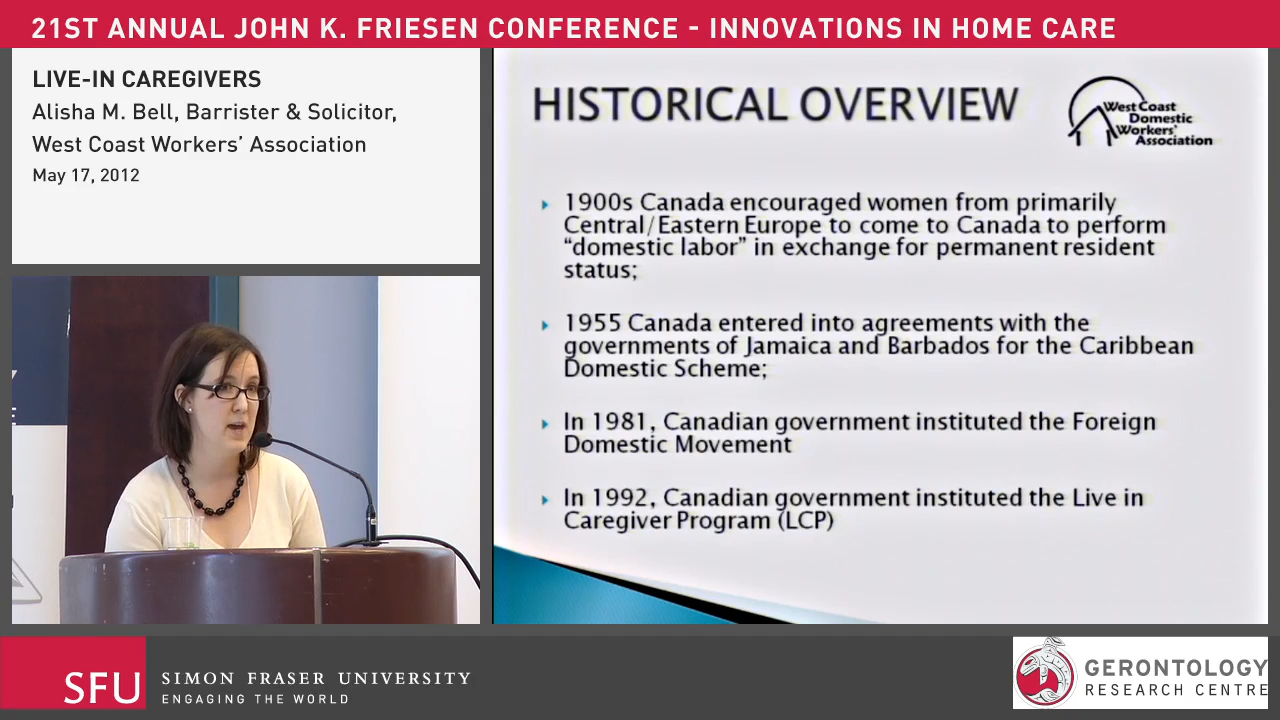 21ST ANNUAL JOHN K. FRIESEN CONFERENCE - INNOVATIONS IN HOME CARE
LIVE-IN CAREGIVERS
Alisha M. Bell, Barrister & Solicitor,
West Coast Workers' Association
May 17, 2012
HISTORICAL OVERVIEW
West Coast
Domestic
Workers'
Association
1900s Canada encouraged women from primarily
Central/Eastern Europe to come to Canada to perform
"domestic labor" in exchange for permanent resident
status;
1955 Canada entered into agreements with the
governments of Jamaica and Barbados for the Caribbean
Domestic Scheme;
In 1981, Canadian government instituted the Foreign
Domestic Movement
In 1992, Canadian government instituted the Live in
Caregiver Program (LCP)
SFU
SIMON FRASER UNIVERSITY
ENGAGING THE WORLD
GERONTOLOGY
RESEARCH CENTRE